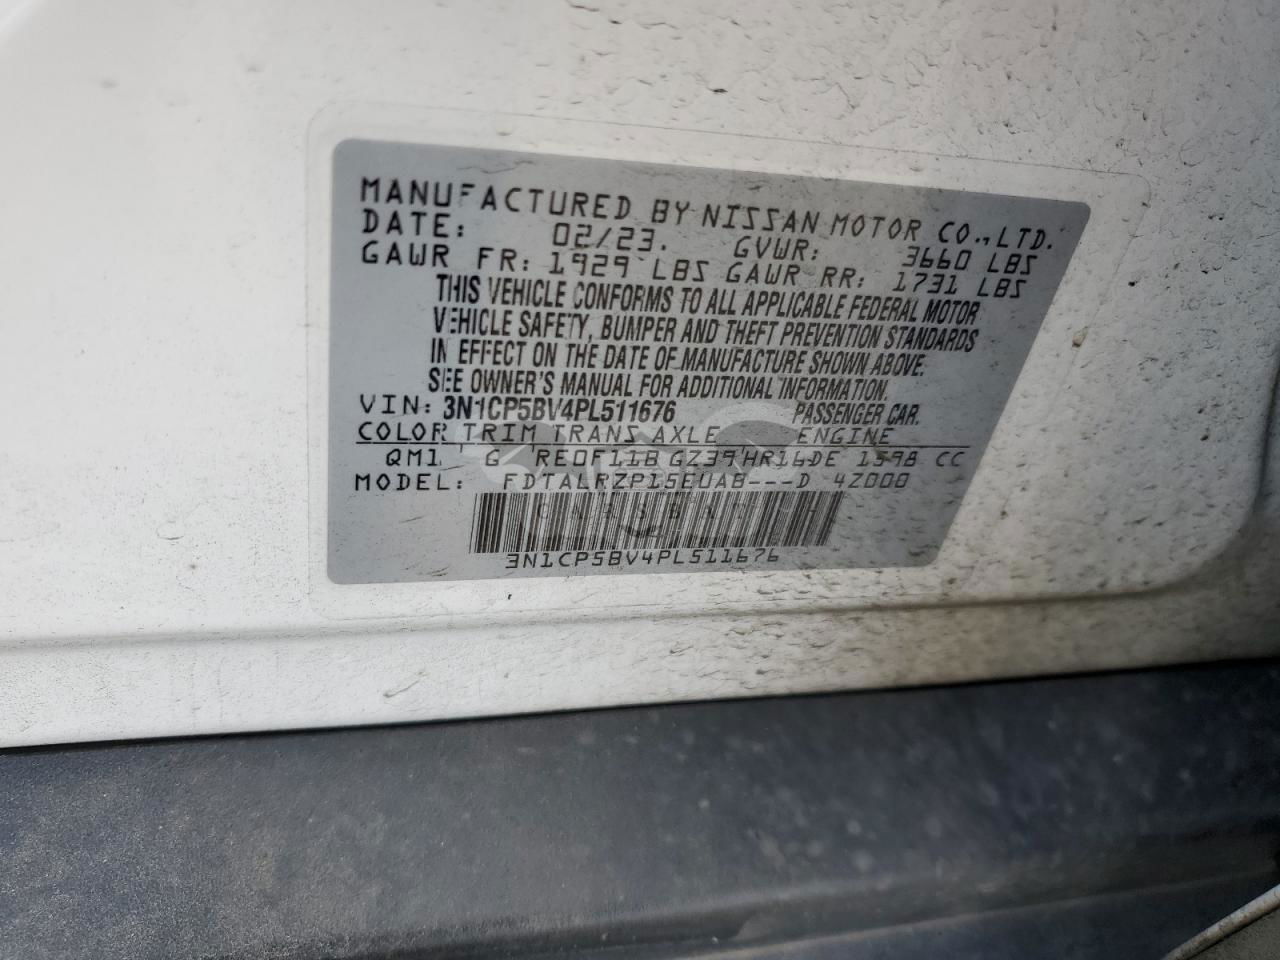 MANUFACTURED BY NISSAN MOTOR CO., LTD.
DATE: 02/23. GVWR: 3660 LBS
GAWR FR: 1929 LBS GAWR RR: 1731 LBS
THIS VEHICLE CONFORMS TO ALL APPLICABLE FEDERAL MOTOR
VEHICLE SAFETY, BUMPER AND THEFT PREVENTION STANDARDS
IN EFFECT ON THE DATE OF MANUFACTURE SHOWN ABOVE.
SEE OWNER'S MANUAL FOR ADDITIONAL INFORMATION.
VIN: 3N1CP5BV4PL511676 PASSENGER CAR.
COLOR TRIM TRANS AXLE ENGINE
QM1 G RE0F11B GZ39 HR16DE 1598 CC
MODEL: FDTALRZP15EUAB---D 4Z000
3N1CP5BV4PL511676